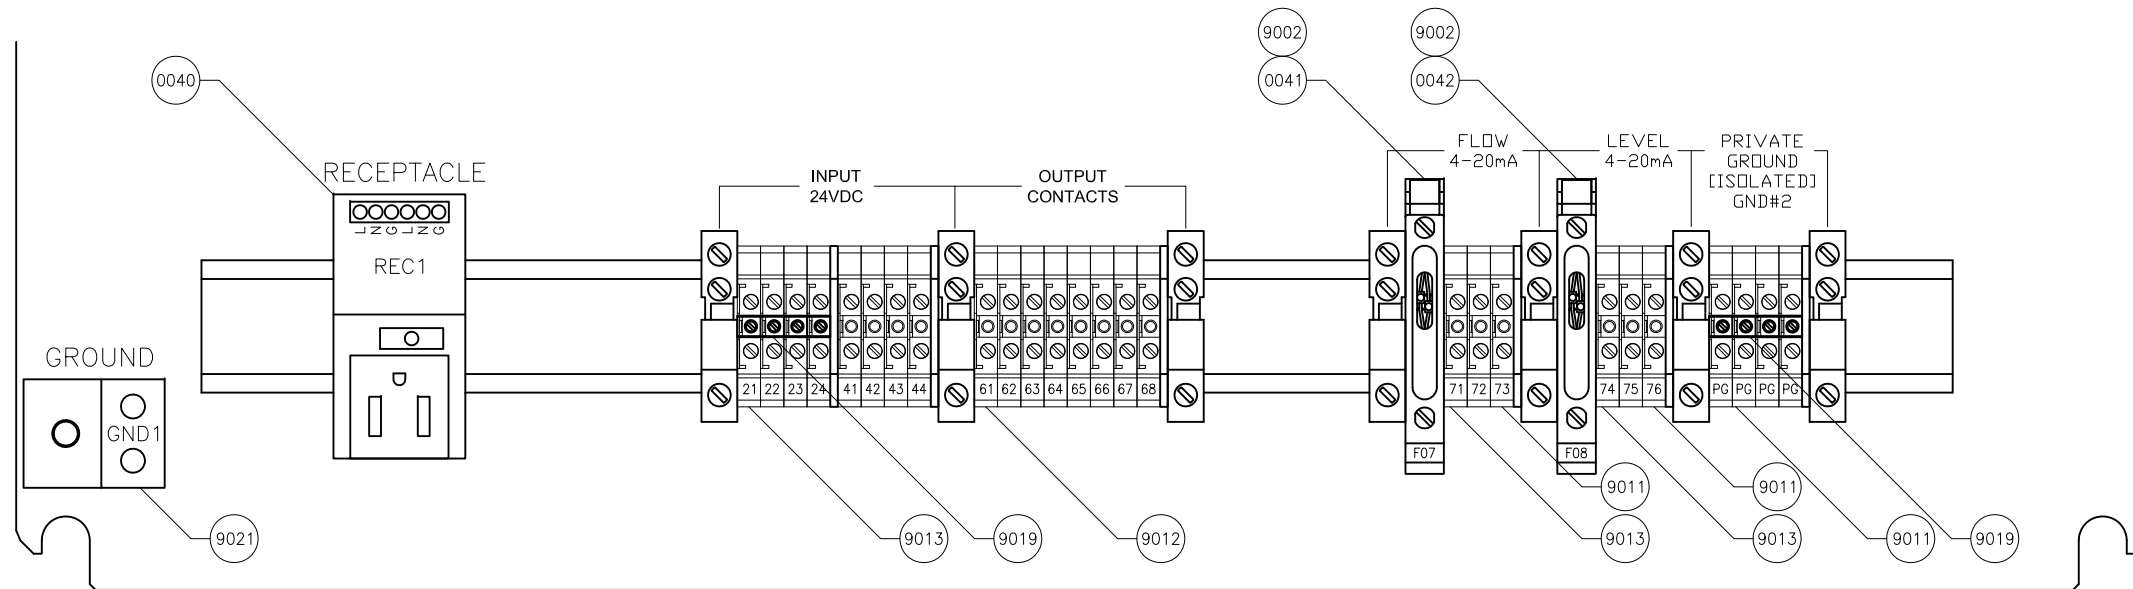 9002
9002
0040
0041
0042
FLOW
4-20mA
LEVEL
4-20mA
PRIVATE
GROUND
[ISOLATED]
GND#2
RECEPTACLE
INPUT
24VDC
OUTPUT
CONTACTS
L N G L N G
REC1
GROUND
GND1
21 22 23 24 41 42 43 44 61 62 63 64 65 66 67 68 71 72 73 74 75 76 PG PG PG PG
F07
F08
9011
9011
9021
9013
9019
9012
9013
9013
9011
9019